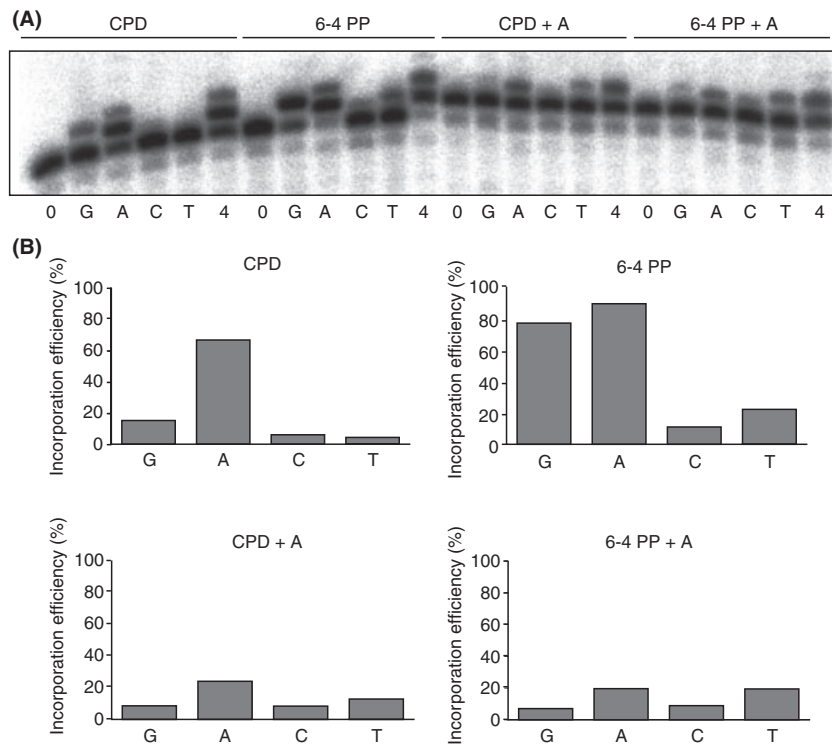 (A)
CPD 6-4 PP CPD + A 6-4 PP + A
0 G A C T 4 0 G A C T 4 0 G A C T 4 0 G A C T 4
(B)
CPD
Incorporation efficiency (%)
100
80
60
40
20
0
G A C T
6-4 PP
Incorporation efficiency (%)
100
80
60
40
20
0
G A C T
CPD + A
Incorporation efficiency (%)
100
80
60
40
20
0
G A C T
6-4 PP + A
Incorporation efficiency (%)
100
80
60
40
20
0
G A C T